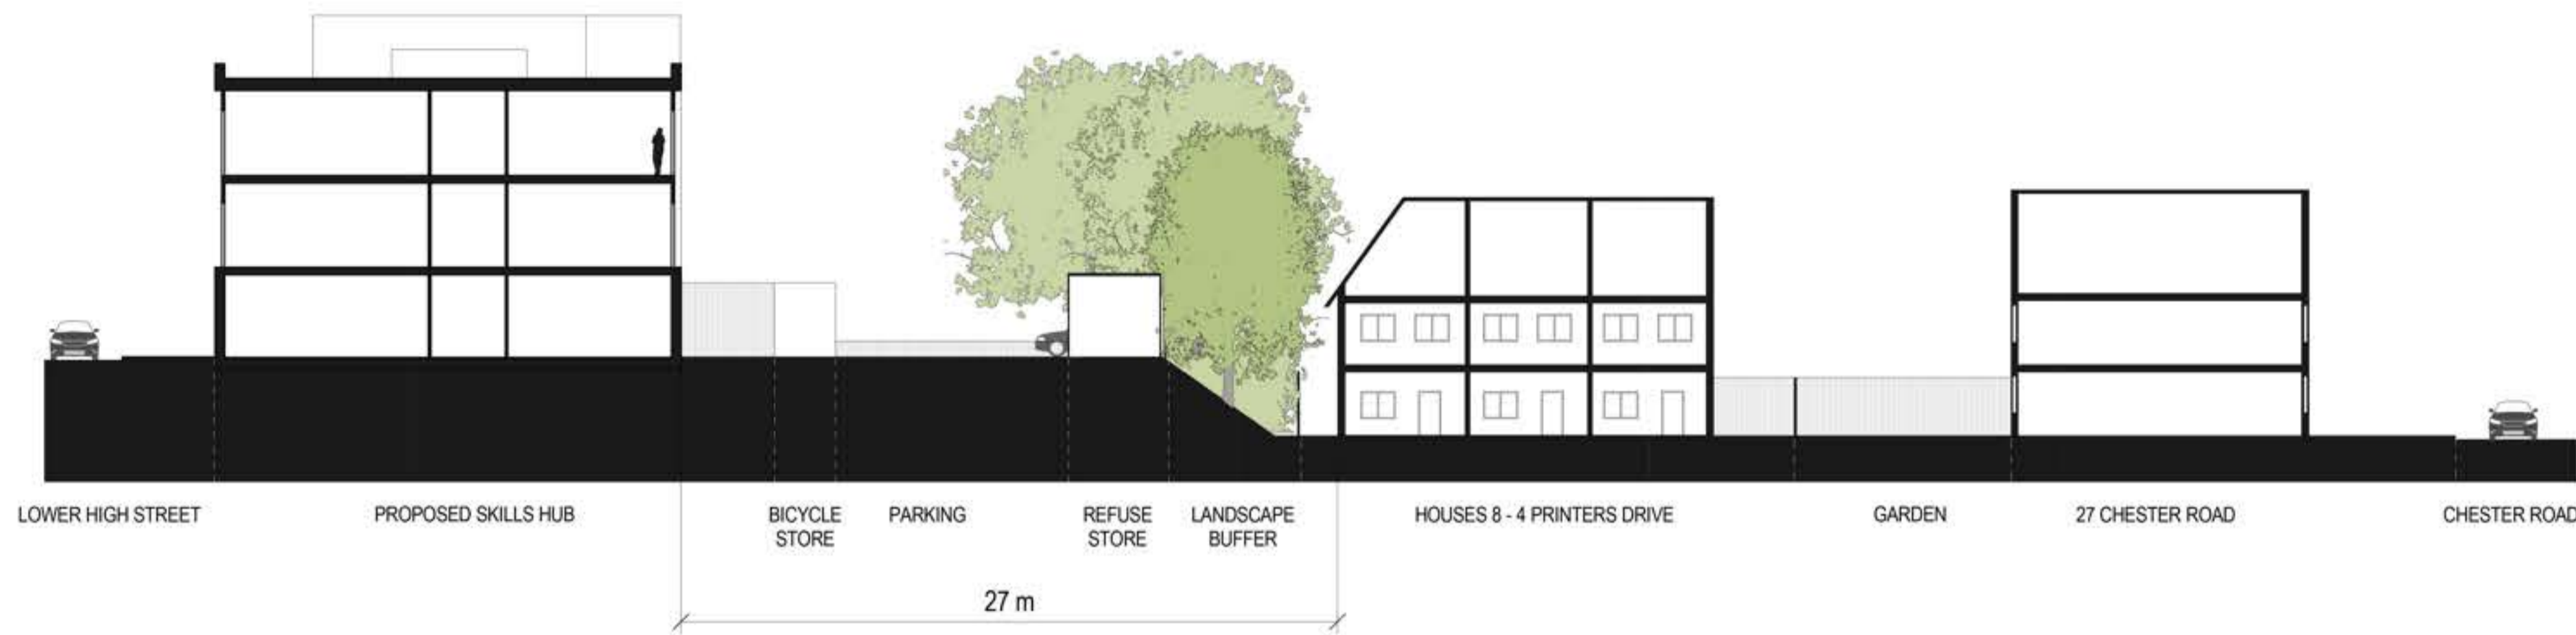 LOWER HIGH STREET
PROPOSED SKILLS HUB
BICYCLE
STORE
PARKING
REFUSE
STORE
LANDSCAPE
BUFFER
HOUSES 8 - 4 PRINTERS DRIVE
GARDEN
27 CHESTER ROAD
CHESTER ROAD
27 m